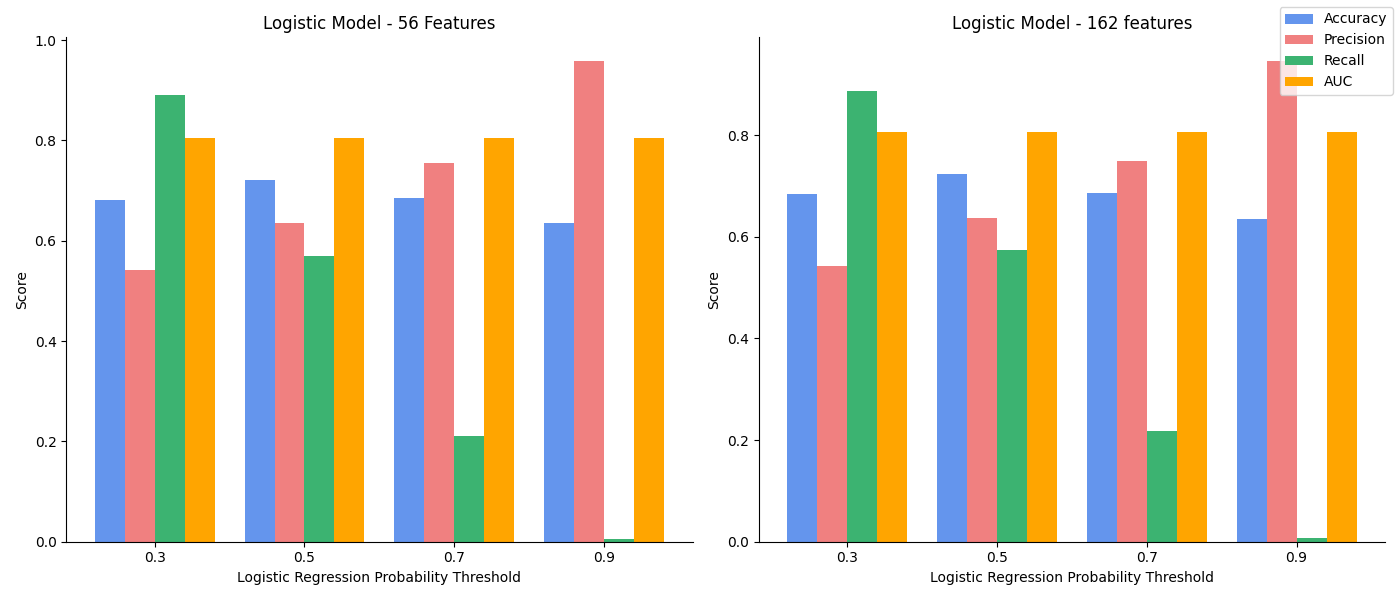 Logistic Model - 56 Features
1.0
0.8
0.6
0.4
0.2
0.0
Score
0.3
0.5
0.7
0.9
Logistic Regression Probability Threshold
Logistic Model - 162 features
0.8
0.6
0.4
0.2
0.0
Score
0.3
0.5
0.7
0.9
Logistic Regression Probability Threshold
Accuracy
Precision
Recall
AUC